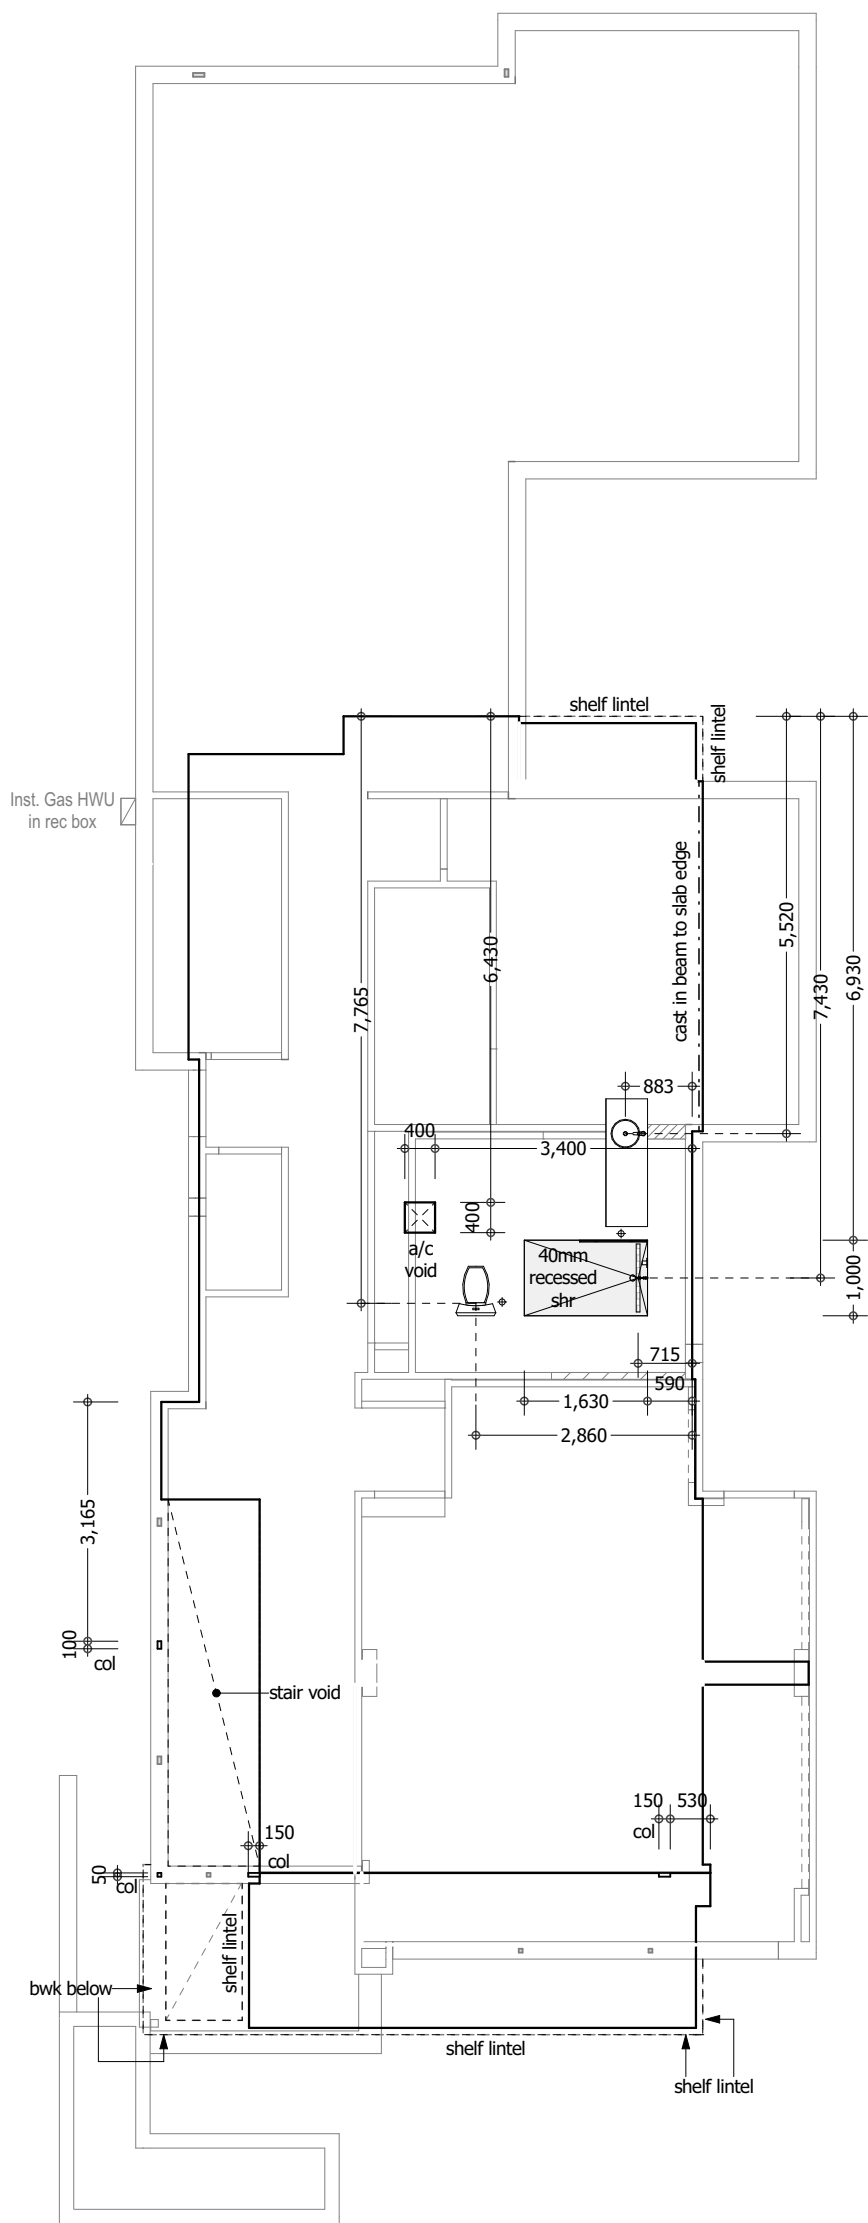 shelf lintel
shelf lintel
Inst. Gas HWU
in rec box
cast in beam to slab edge
5,520
6,430
6,930
7,430
7,765
883
400
3,400
400
a/c
void
40mm
recessed
shr
1,000
715
590
1,630
2,860
3,165
100
col
stair void
150
col
150
530
col
50
col
shelf lintel
bwk below
shelf lintel
shelf lintel